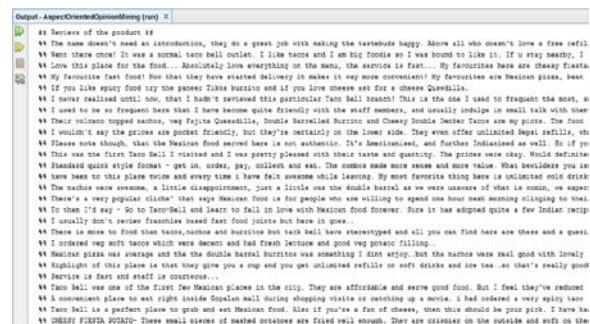 Output - AspectOrientedOpinionMining (run) ×
## Reviews of the product ##
%% The name doesn't need an introduction, they do a great job with making the tastebuds happy. Above all who doesn't love a free refil
%% Went there once! It was a normal taco bell outlet. I like tacos and I am big foodie so I was bound to like it. If u stay nearby, I
%% Love this place for the food... Absolutely love everything on the menu, the service is fast... My favourites here are cheesy fiesta
%% My favourite fast food! Now that they have started delivery it makes it way more convenient! My favourites are Mexican pizza, bean
%% If you like spicy food try the paneer Tikka burrito and if you love cheese ask for a cheese Quesdilla.
%% I never realised until now, that I hadn't reviewed this particular Taco Bell branch! This is the one I used to frequent the most, a
%% I used to be so frequent here that I have become quite friendly with the staff members, and usually indulge in small talk with them
%% Their volcano topped nachos, veg Fajita Quesadilla, Double Barrelled Burrito and Cheesy Double Decker Tacos are my picks. The food
%% I wouldn't say the prices are pocket friendly, but they're certainly on the lower side. They even offer unlimited Pepsi refills, wh
%% Please note though, that the Mexican food served here is not authentic. It's Americanised, and further Indianised as well. So if yo
%% This was the first Taco Bell I visited and I was pretty pleased with their taste and quantity. The prices were okay. Would definite
%% Standard quick style format - get in, order, pay, collect and eat. The combos made more sense and more value. What bewilders you is
%% have been to this place twice and every time i have felt awesome while leaving. My most favorite thing here is unlimited cold drink
%% The nachos were awesome, a little disappointment, just a little was the double barrel as we were unaware of what is comin, we expec
%% There's a very popular cliche' that says Mexican food is for people who are willing to spend one hour next morning clinging to thei
%% To them I'd say - Go to Taco-Bell and learn to fall in love with Mexican food forever. Sure it has adopted quite a few Indian recip
%% I usually don't review franchise based fast food joints but here it goes..
%% There is more to food than tacos,nachos and burritos but tack bell have stereotyped and all you can find here are these and a quesi
%% I ordered veg soft tacos which were decent and had fresh lettuce and good veg potato filling..
%% Mexican pizza was average and the the double barrel burritos was something I dint enjoy..but the nachos were real good with lovely
%% Highlight of this place is that they give you a cup and you get unlimited refills on soft drinks and ice tea..so that's really good
%% Service is fast and staff is courteous...
%% Taco Bell was one of the first few Mexican places in the city. They are affordable and serve good food. But I feel they've reduced
%% A convenient place to eat right inside Gopalan mall during shopping visits or catching up a movie. i had ordered a very spicy taco
%% Taco Bell is a perfect place to grab and eat Mexican food. Also if you're a fan of cheese, then this should be your pick. I have ha
%% CHEESY FIESTA POTATO- These small pieces of mashed potatoes are fried well enough. They are crisping on the outside and soft on the